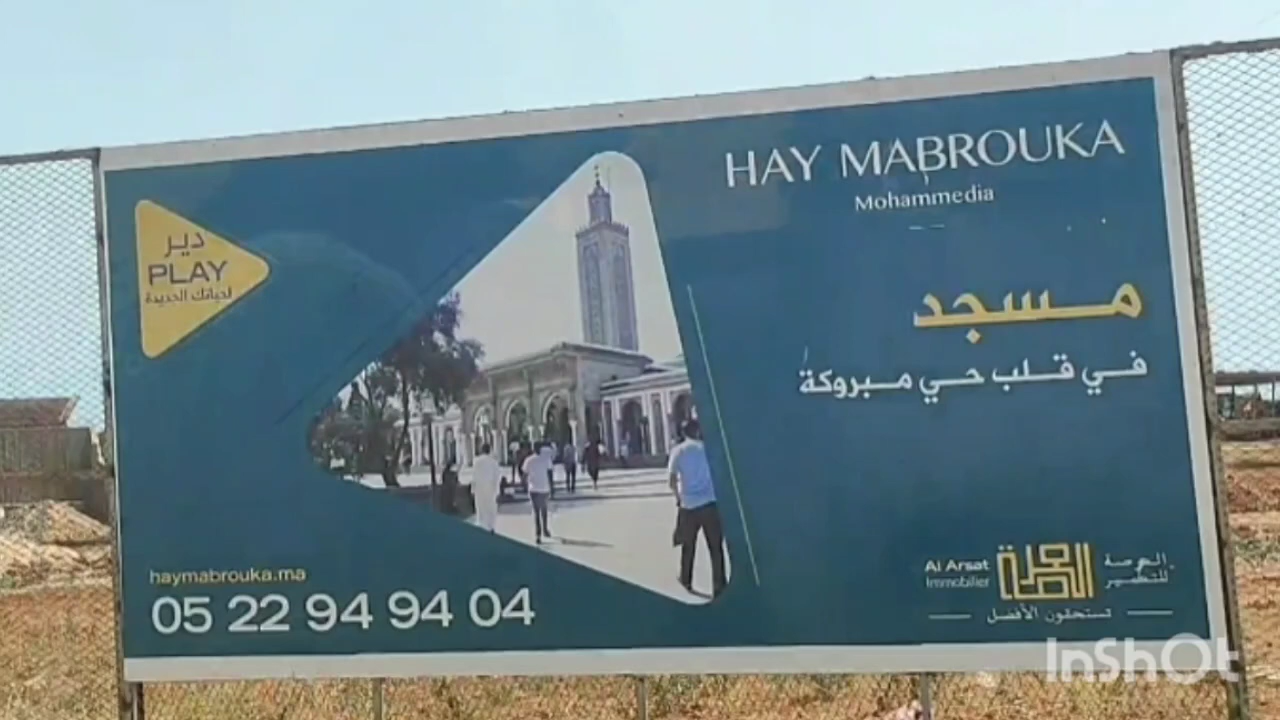 HAY MABROUKA
Mohammedia
دير
PLAY
لحياتك الجديدة
مسجد
في قلب حي مبروكة
haymabrouka.ma
05 22 94 94 04
Al Arsat
Immobilier
العرصة
للتعمير
تستحقون الأفضل
InShOt